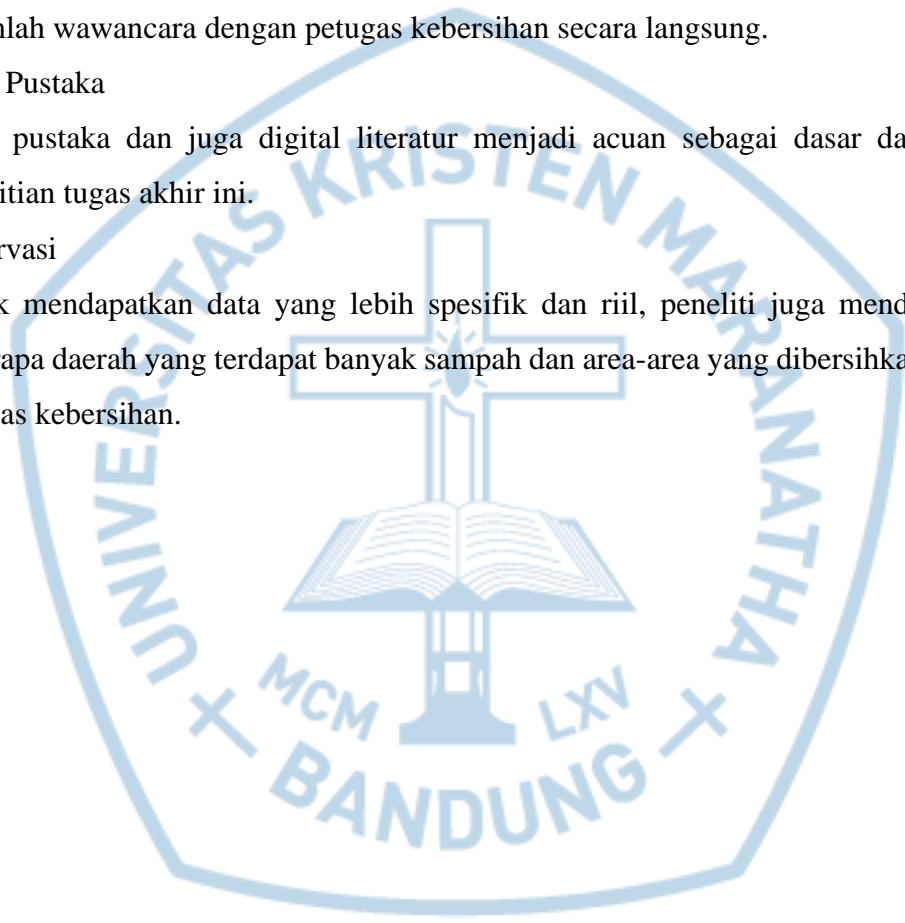 nlah wawancara dengan petugas kebersihan secara langsung.
Pustaka
pustaka dan juga digital literatur menjadi acuan sebagai dasar da
itian tugas akhir ini.
rvasi
k mendapatkan data yang lebih spesifik dan riil, peneliti juga mend
rapa daerah yang terdapat banyak sampah dan area-area yang dibersihka
as kebersihan.
UNIVERSITAS KRISTEN MARANATHA
MCM LXV
BANDUNG